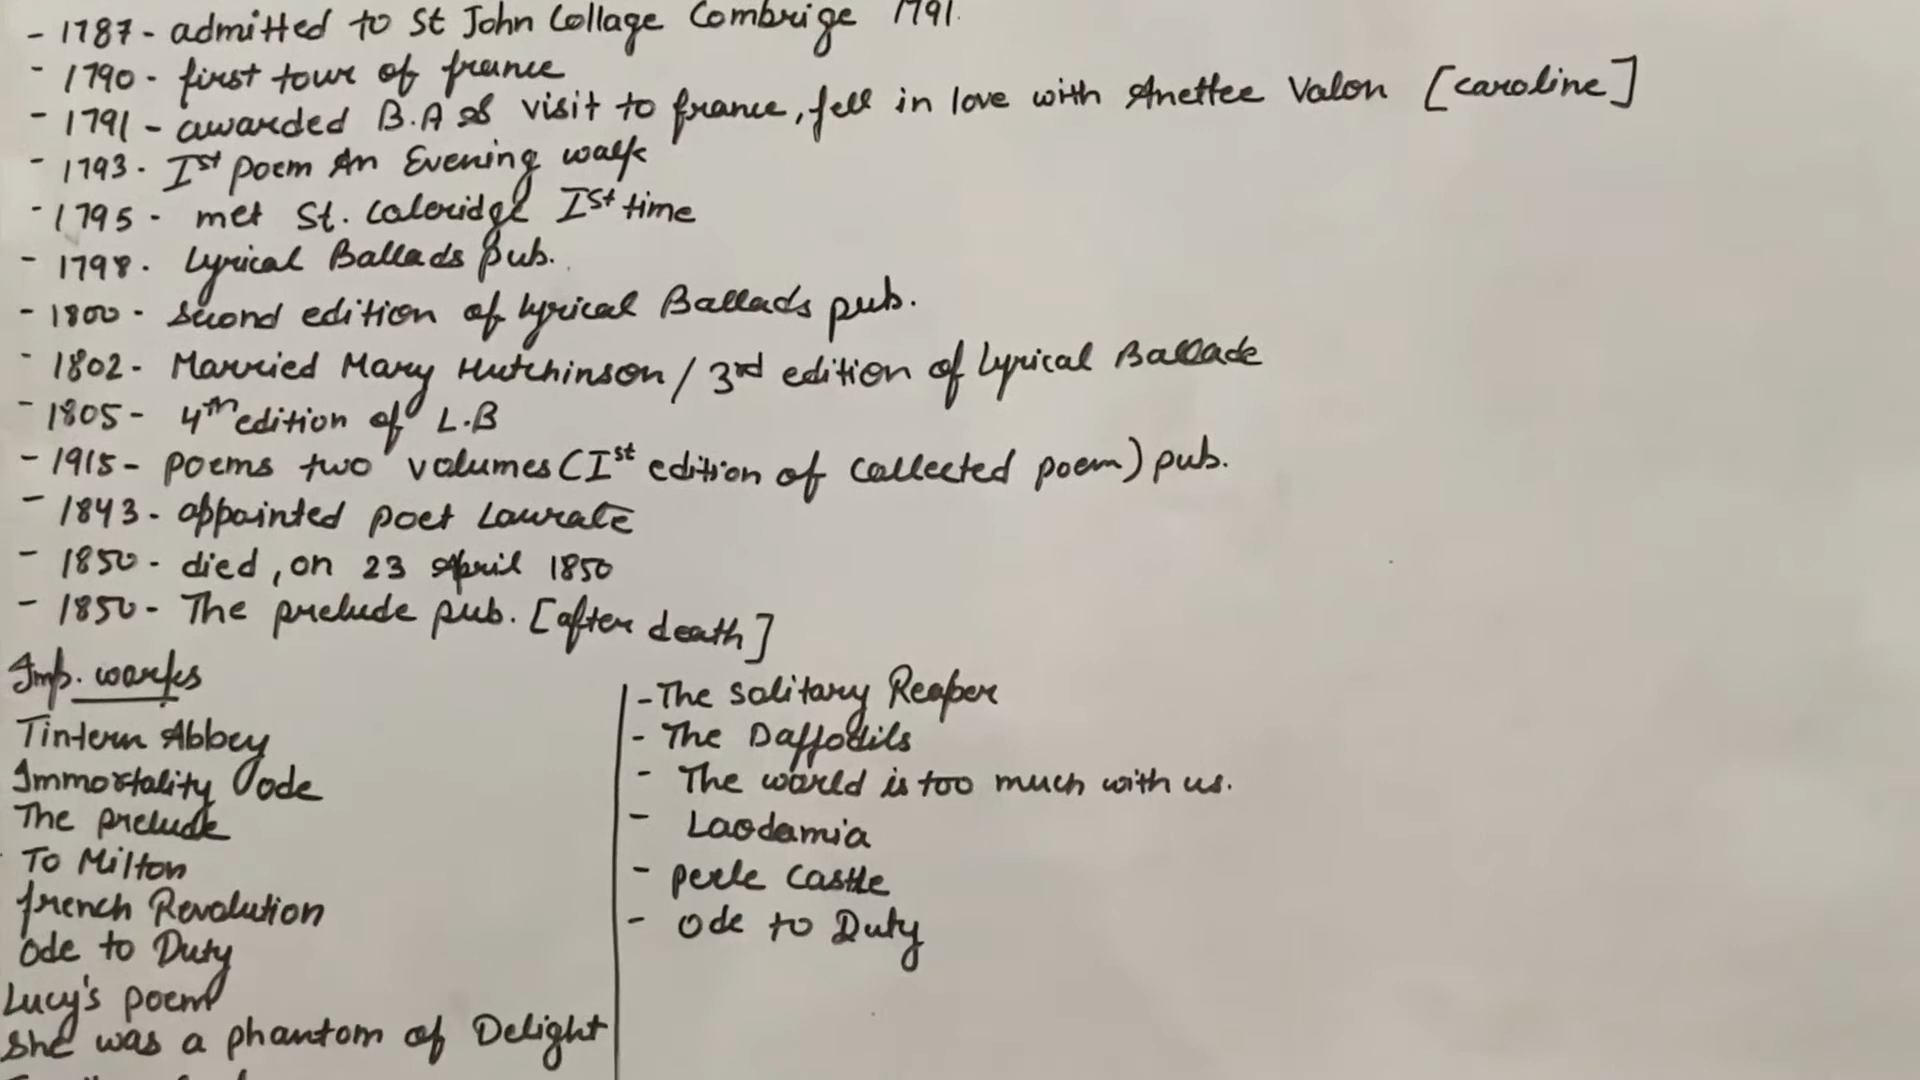 - 1787 - admitted to St John Collage Combrige 1791.
- 1790 - first tour of france
- 1791 - awarded B.A & visit to france, fell in love with Anettee Valon [caroline]
- 1793. Ist poem An Evening walk
- 1795 - met St. Coleridge Ist time
- 1798. Lyrical Ballads Pub.
- 1800 - Second edition of lyrical Ballads pub.
- 1802 - Married Mary Hutchinson / 3rd edition of Lyrical Ballade
- 1805 - 4th edition of L.B
- 1915 - poems two volumes (Ist edition of collected poem) pub.
- 1843 - appointed poet Laurate
- 1850 - died, on 23 April 1850
- 1850 - The prelude pub. [after death]
Imp. works
Tintern Abbey
Immortality Oode
The prelude
To Milton
french Revolution
Ode to Duty
Lucy's poem
She was a phantom of Delight
- The Solitary Reaper
- The Daffodils
- The world is too much with us.
- Laodamia
- peele Castle
- Ode to Duty